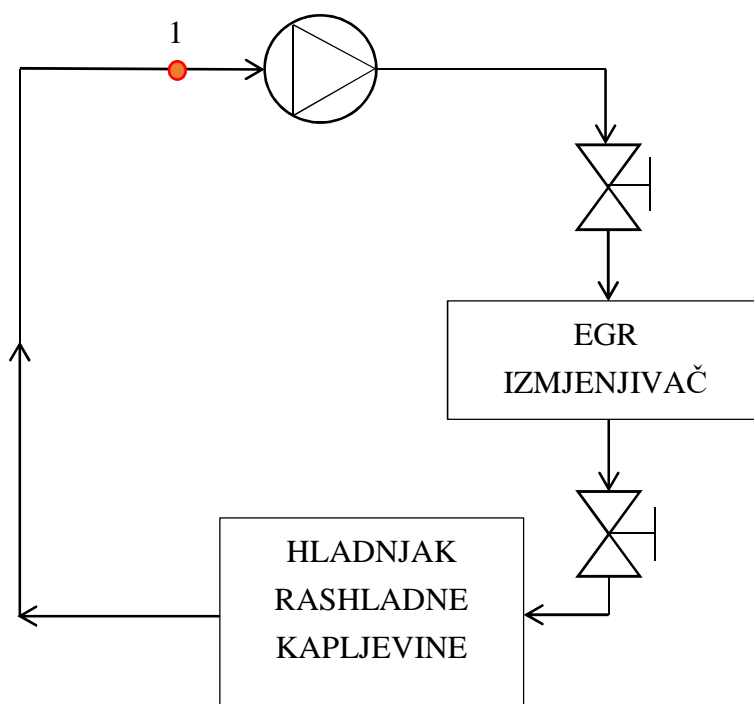 1
EGR
IZMJENJIVAČ
HLADNJAK
RASHLADNE
KAPLJEVINE